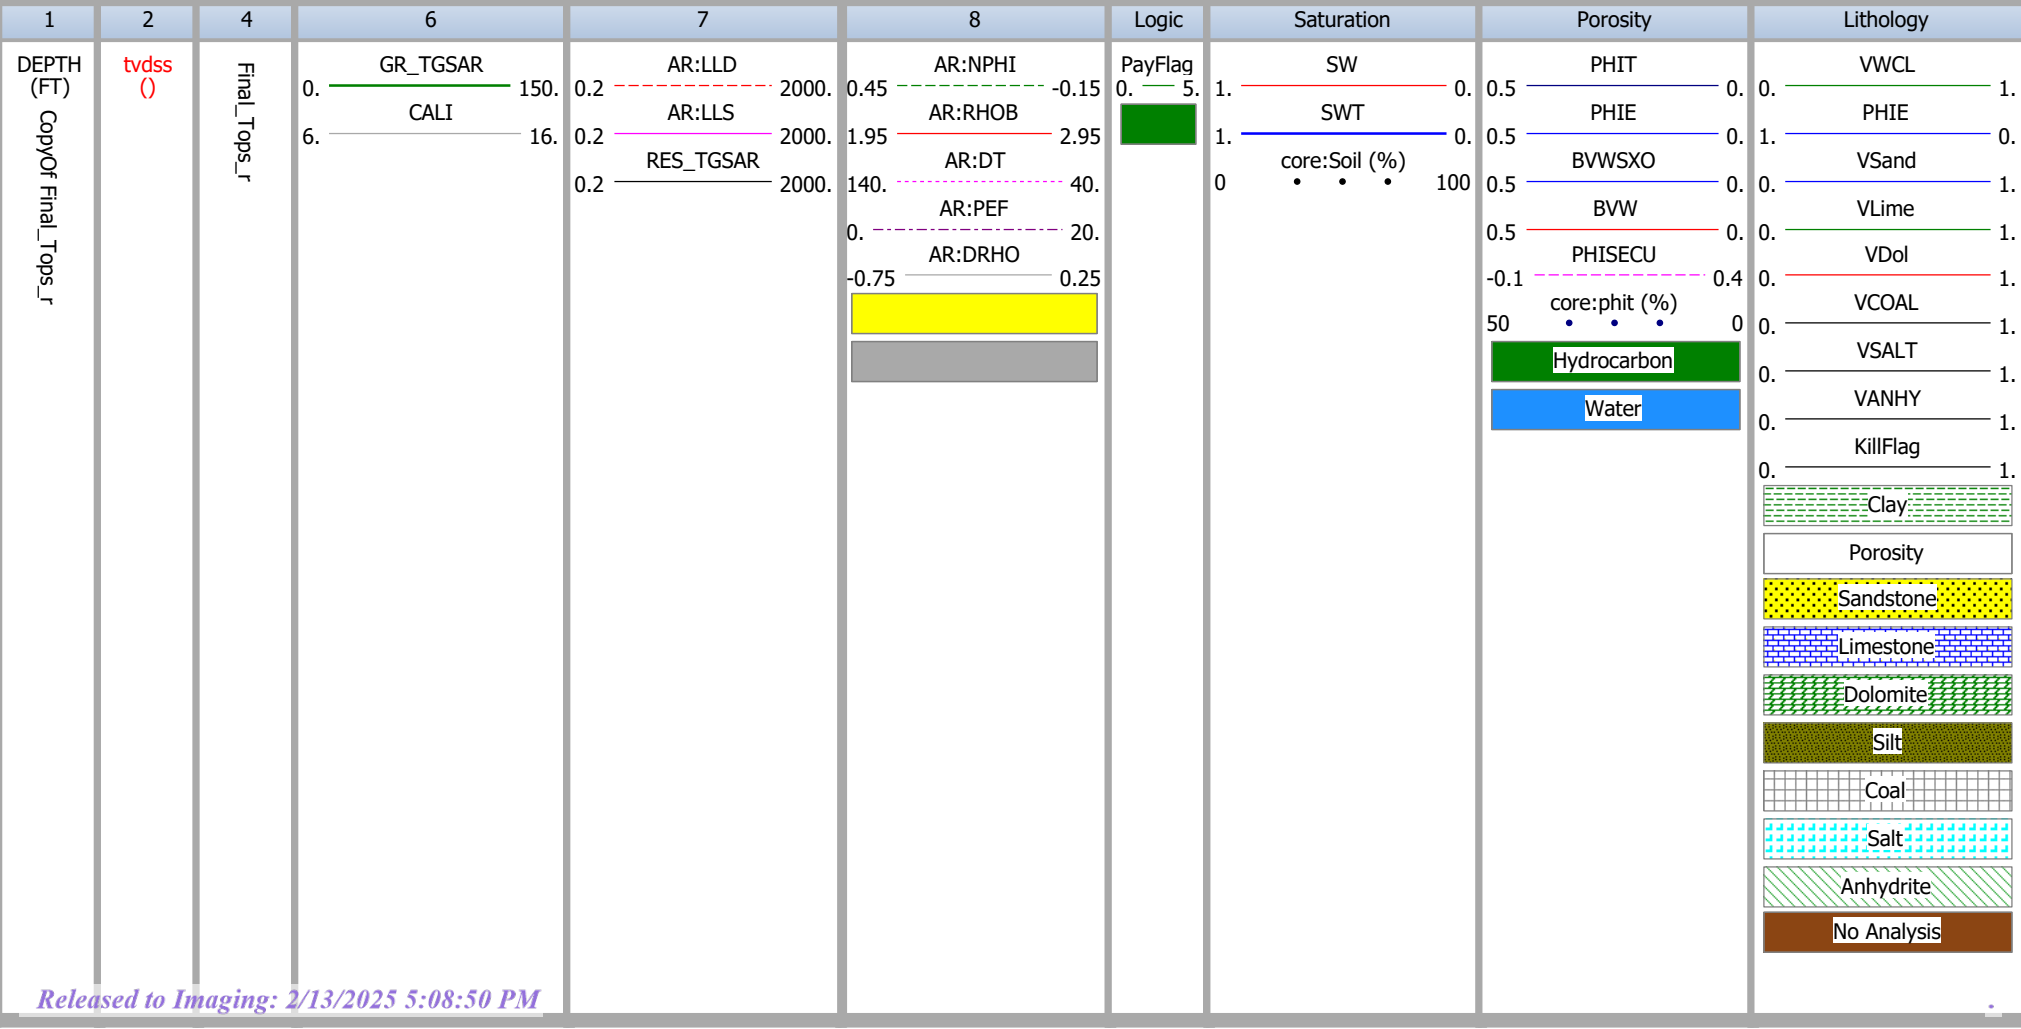 1 2 4 6 7 8 Logic Saturation Porosity Lithology
DEPTH
(FT)
CopyOf Final_Tops_r
tvdss
()
Final_Tops_r
GR_TGSAR
0. 150.
CALI
6. 16.
AR:LLD
0.2 2000.
AR:LLS
0.2 2000.
RES_TGSAR
0.2 2000.
AR:NPHI
0.45 -0.15
AR:RHOB
1.95 2.95
AR:DT
140. 40.
AR:PEF
0. 20.
AR:DRHO
-0.75 0.25
PayFlag
0. 5.
SW
1. 0.
SWT
1. 0.
core:Soil (%)
0 100
PHIT
0.5 0.
PHIE
0.5 0.
BVWSXO
0.5 0.
BVW
0.5 0.
PHISECU
-0.1 0.4
core:phit (%)
50 0
Hydrocarbon
Water
VWCL
0. 1.
PHIE
1. 0.
VSand
0. 1.
VLime
0. 1.
VDol
0. 1.
VCOAL
0. 1.
VSALT
0. 1.
VANHY
0. 1.
KillFlag
0. 1.
Clay
Porosity
Sandstone
Limestone
Dolomite
Silt
Coal
Salt
Anhydrite
No Analysis
Released to Imaging: 2/13/2025 5:08:50 PM